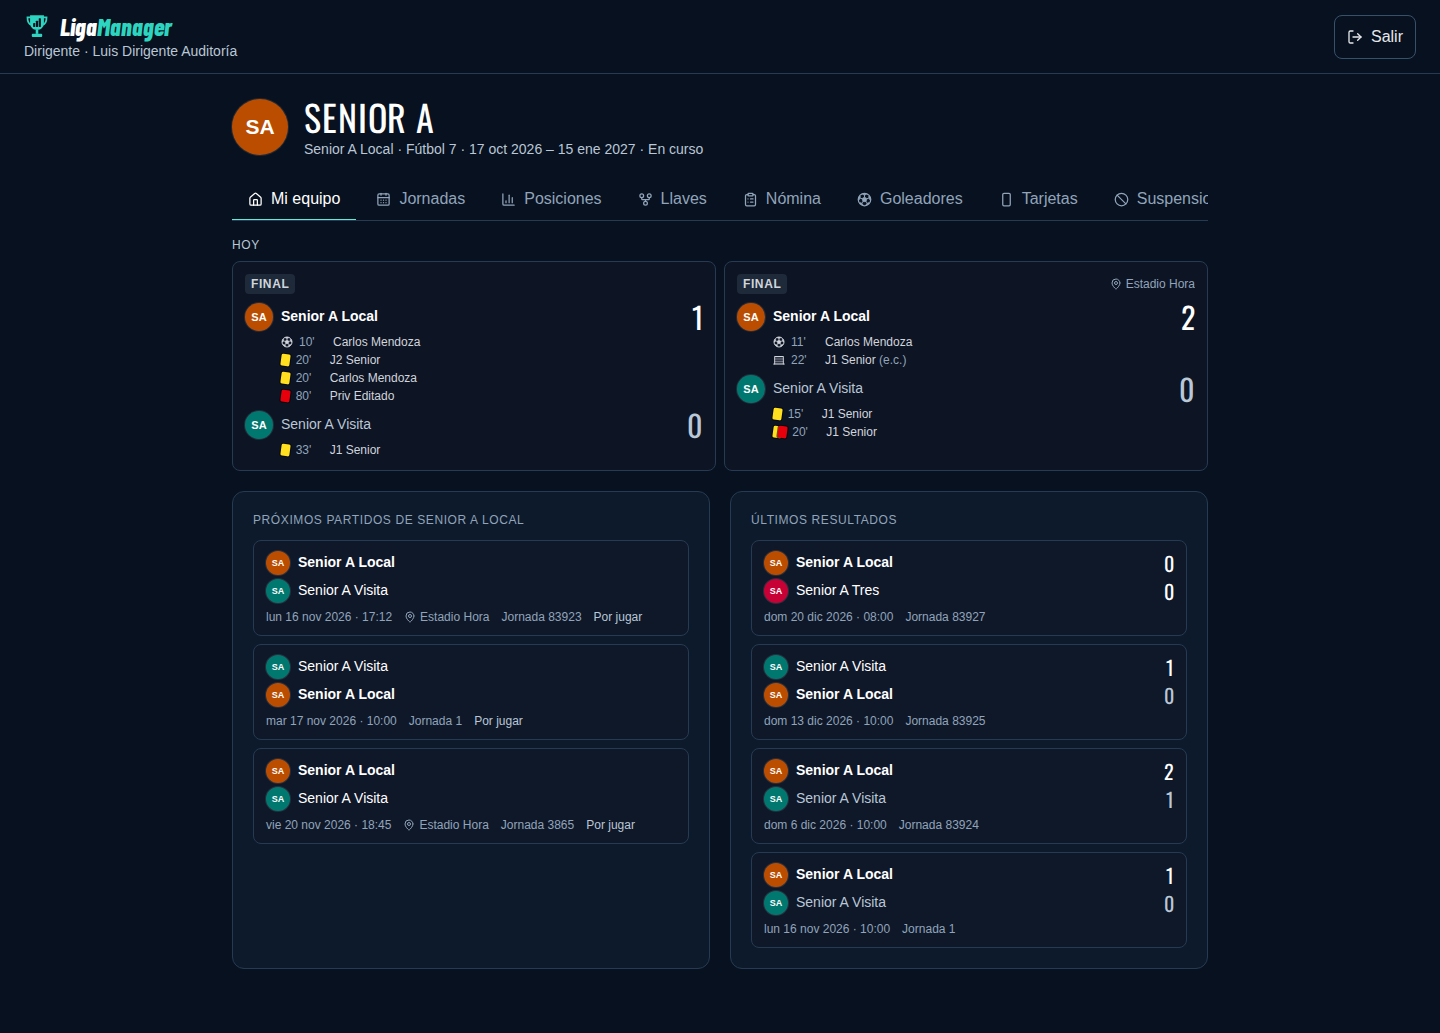 LigaManager
Dirigente · Luis Dirigente Auditoría
Salir
SA
SENIOR A
Senior A Local · Fútbol 7 · 17 oct 2026 – 15 ene 2027 · En curso
Mi equipo Jornadas Posiciones Llaves Nómina Goleadores Tarjetas Suspensio
HOY
FINAL
SA Senior A Local 1
10' Carlos Mendoza
20' J2 Senior
20' Carlos Mendoza
80' Priv Editado
SA Senior A Visita 0
33' J1 Senior
FINAL Estadio Hora
SA Senior A Local 2
11' Carlos Mendoza
22' J1 Senior (e.c.)
SA Senior A Visita 0
15' J1 Senior
20' J1 Senior
PRÓXIMOS PARTIDOS DE SENIOR A LOCAL
SA Senior A Local
SA Senior A Visita
lun 16 nov 2026 · 17:12 Estadio Hora Jornada 83923 Por jugar
SA Senior A Visita
SA Senior A Local
mar 17 nov 2026 · 10:00 Jornada 1 Por jugar
SA Senior A Local
SA Senior A Visita
vie 20 nov 2026 · 18:45 Estadio Hora Jornada 3865 Por jugar
ÚLTIMOS RESULTADOS
SA Senior A Local 0
SA Senior A Tres 0
dom 20 dic 2026 · 08:00 Jornada 83927
SA Senior A Visita 1
SA Senior A Local 0
dom 13 dic 2026 · 10:00 Jornada 83925
SA Senior A Local 2
SA Senior A Visita 1
dom 6 dic 2026 · 10:00 Jornada 83924
SA Senior A Local 1
SA Senior A Visita 0
lun 16 nov 2026 · 10:00 Jornada 1